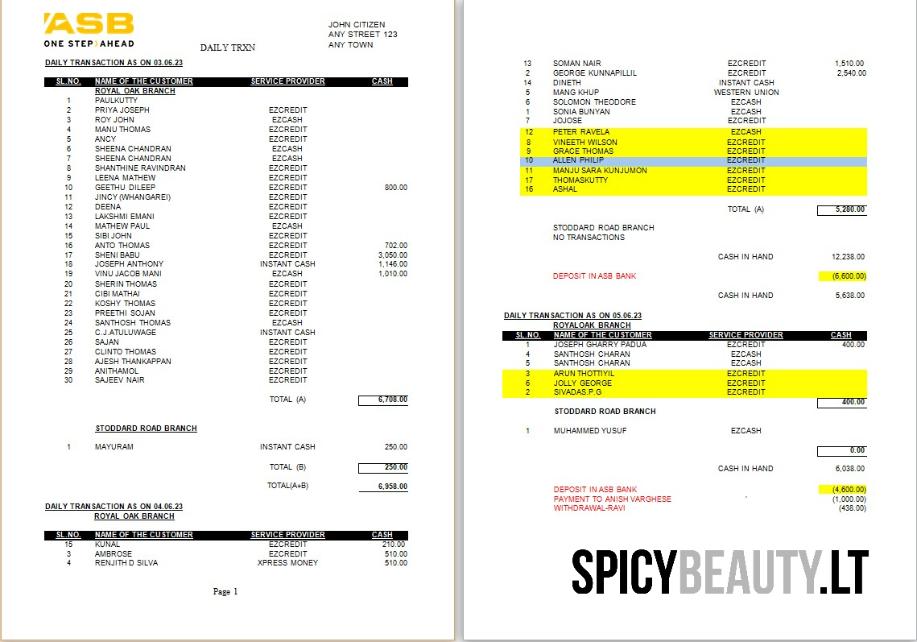 ASB
ONE STEP AHEAD
JOHN CITIZEN
ANY STREET 123
ANY TOWN
DAILY TRXN
DAILY TRANSACTION AS ON 03.06.23
SL.NO. NAME OF THE CUSTOMER SERVICE PROVIDER CASH
ROYAL OAK BRANCH
1 PAULKUTTY
2 PRIYA JOSEPH EZCREDIT
3 ROY JOHN EZCASH
4 MANU THOMAS EZCREDIT
5 ANCY EZCREDIT
6 SHEENA CHANDRAN EZCASH
7 SHEENA CHANDRAN EZCASH
8 SHANTHINE RAVINDRAN EZCREDIT
9 LEENA MATHEW EZCREDIT
10 GEETHU DILEEP EZCREDIT 800.00
11 JINCY (WHANGAREI) EZCREDIT
12 DEENA EZCREDIT
13 LAKSHMI EMANI EZCREDIT
14 MATHEW PAUL EZCASH
15 SIBI JOHN EZCREDIT
16 ANTO THOMAS EZCREDIT 702.00
17 SHENI BABU EZCREDIT 3,050.00
18 JOSEPH ANTHONY INSTANT CASH 1,146.00
19 VINU JACOB MANI EZCASH 1,010.00
20 SHERIN THOMAS EZCREDIT
21 CIBI MATHAI EZCREDIT
22 KOSHY THOMAS EZCREDIT
23 PREETHI SOJAN EZCREDIT
24 SANTHOSH THOMAS EZCASH
25 C.J.ATULUWAGE INSTANT CASH
26 SAJAN EZCREDIT
27 CLINTO THOMAS EZCREDIT
28 AJESH THANKAPPAN EZCREDIT
29 ANITHAMOL EZCREDIT
30 SAJEEV NAIR EZCREDIT
TOTAL (A) 6,708.00
STODDARD ROAD BRANCH
1 MAYURAM INSTANT CASH 250.00
TOTAL (B) 250.00
TOTAL(A+B) 6,958.00
DAILY TRANSACTION AS ON 04.06.23
ROYAL OAK BRANCH
SL.NO. NAME OF THE CUSTOMER SERVICE PROVIDER CASH
15 KUNAL EZCREDIT 210.00
3 AMBROSE EZCREDIT 510.00
4 RENJITH D SILVA XPRESS MONEY 510.00
Page 1
13 SOMAN NAIR EZCREDIT 1,510.00
2 GEORGE KUNNAPILLIL EZCREDIT 2,540.00
14 DINETH INSTANT CASH
5 MANG KHUP WESTERN UNION
6 SOLOMON THEODORE EZCASH
1 SONIA BUNYAN EZCASH
7 JOJOSE EZCREDIT
12 PETER RAVELA EZCASH
8 VINEETH WILSON EZCREDIT
9 GRACE THOMAS EZCREDIT
10 ALLEN PHILIP EZCREDIT
11 MANJU SARA KUNJUMON EZCREDIT
17 THOMASKUTTY EZCREDIT
16 ASHAL EZCREDIT
TOTAL (A) 5,280.00
STODDARD ROAD BRANCH
NO TRANSACTIONS
CASH IN HAND 12,238.00
DEPOSIT IN ASB BANK (6,600.00)
CASH IN HAND 5,638.00
DAILY TRANSACTION AS ON 05.06.23
ROYALOAK BRANCH
SL.NO. NAME OF THE CUSTOMER SERVICE PROVIDER CASH
1 JOSEPH GHARRY PADUA EZCREDIT 400.00
4 SANTHOSH CHARAN EZCASH
5 SANTHOSH CHARAN EZCASH
3 ARUN THOTTIYIL EZCREDIT
6 JOLLY GEORGE EZCREDIT
2 SIVADAS.P.G EZCREDIT
400.00
STODDARD ROAD BRANCH
1 MUHAMMED YUSUF EZCASH
0.00
CASH IN HAND 6,038.00
DEPOSIT IN ASB BANK (4,600.00)
PAYMENT TO ANISH VARGHESE (1,000.00)
WITHDRAWAL-RAVI (438.00)
SPICYBEAUTY.LT